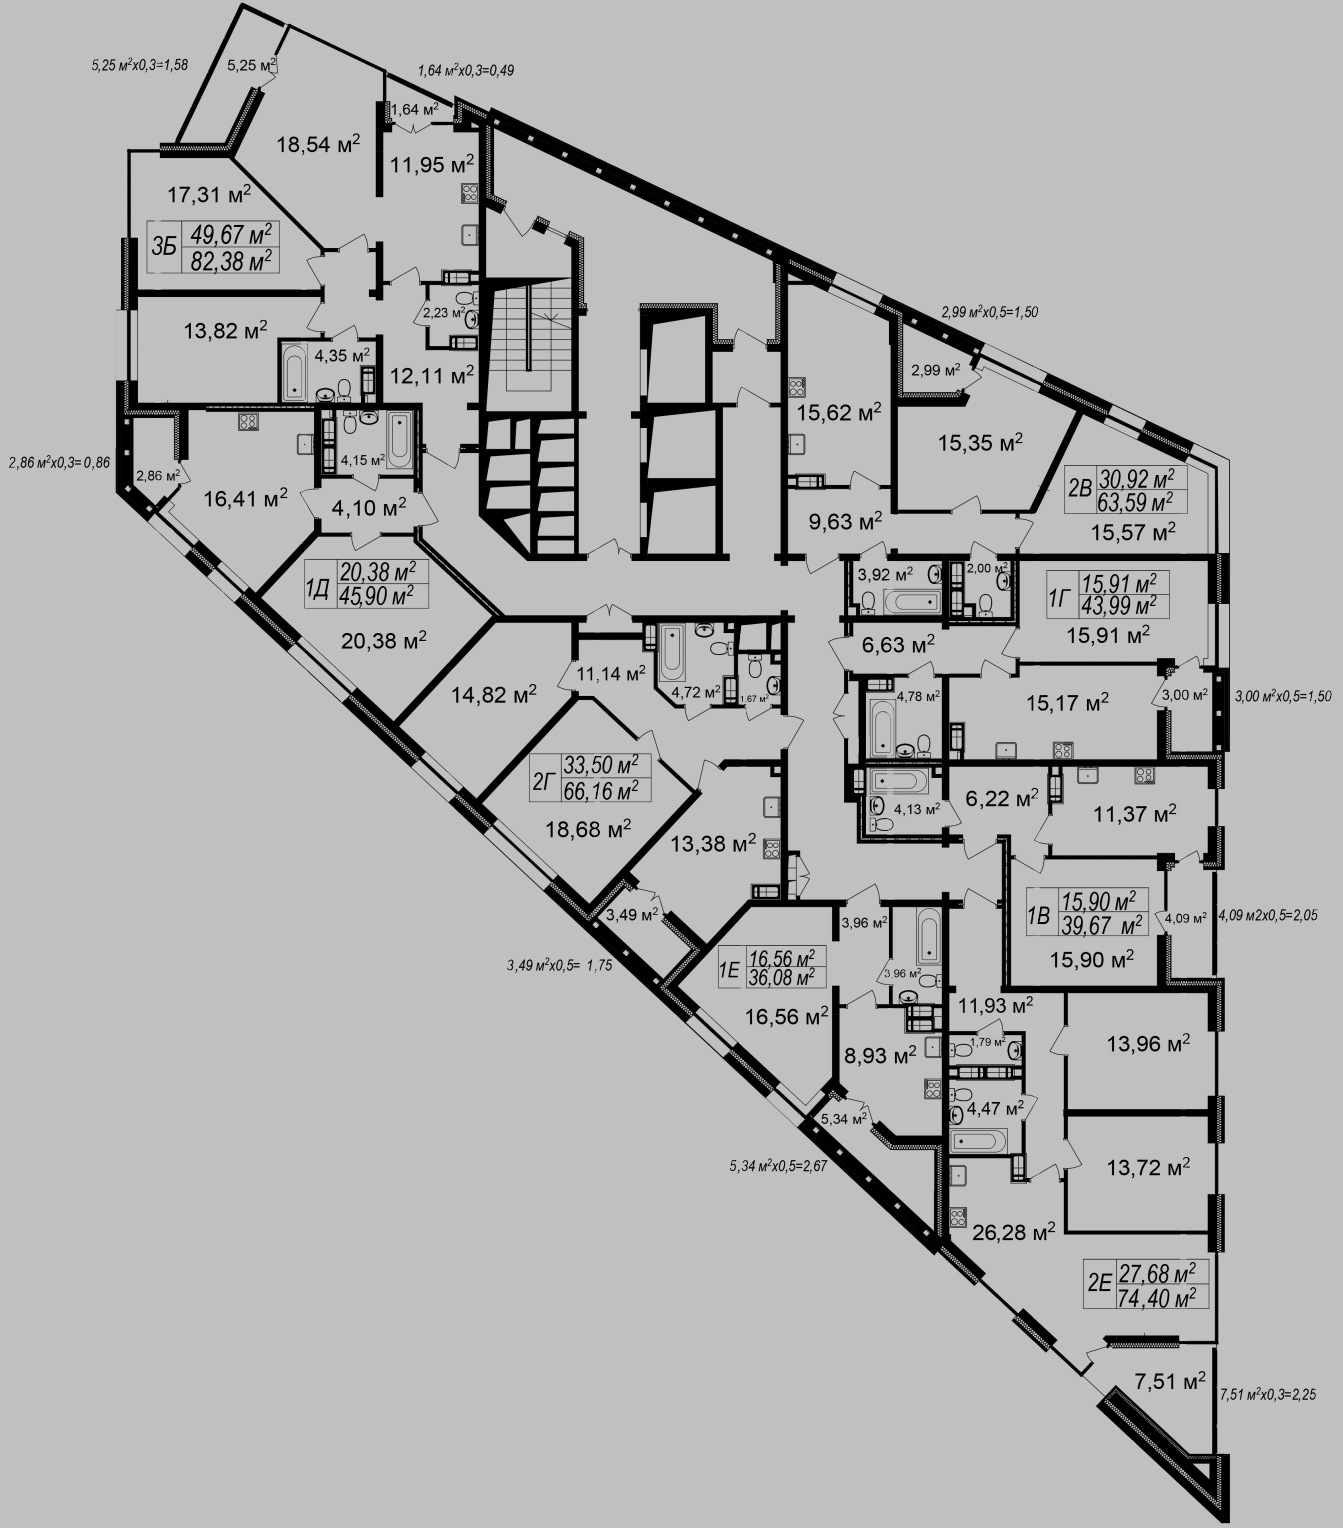 5,25 м²х0,3=1,58
5,25 м²
1,64 м²х0,3=0,49
1,64 м²
18,54 м²
11,95 м²
17,31 м²
3Б
49,67 м²
82,38 м²
13,82 м²
2,23 м²
4,35 м²
12,11 м²
2,99 м²х0,5=1,50
2,99 м²
15,62 м²
15,35 м²
2,86 м²х0,3= 0,86
2,86 м²
16,41 м²
4,15 м²
4,10 м²
2В
30,92 м²
63,59 м²
15,57 м²
9,63 м²
3,92 м²
2,00 м²
1Д
20,38 м²
45,90 м²
20,38 м²
1Г
15,91 м²
43,99 м²
15,91 м²
6,63 м²
14,82 м²
11,14 м²
4,72 м²
1,67 м²
4,78 м²
15,17 м²
3,00 м²
3,00 м²х0,5=1,50
2Г
33,50 м²
66,16 м²
18,68 м²
13,38 м²
4,13 м²
6,22 м²
11,37 м²
3,49 м²
3,49 м²х0,5= 1,75
3,96 м²
3,96 м²
1В
15,90 м²
39,67 м²
15,90 м²
4,09 м²
4,09 м2х0,5=2,05
1Е
16,56 м²
36,08 м²
16,56 м²
8,93 м²
11,93 м²
1,79 м²
13,96 м²
4,47 м²
5,34 м²
5,34 м²х0,5=2,67
13,72 м²
26,28 м²
2Е
27,68 м²
74,40 м²
7,51 м²
7,51 м²х0,3=2,25